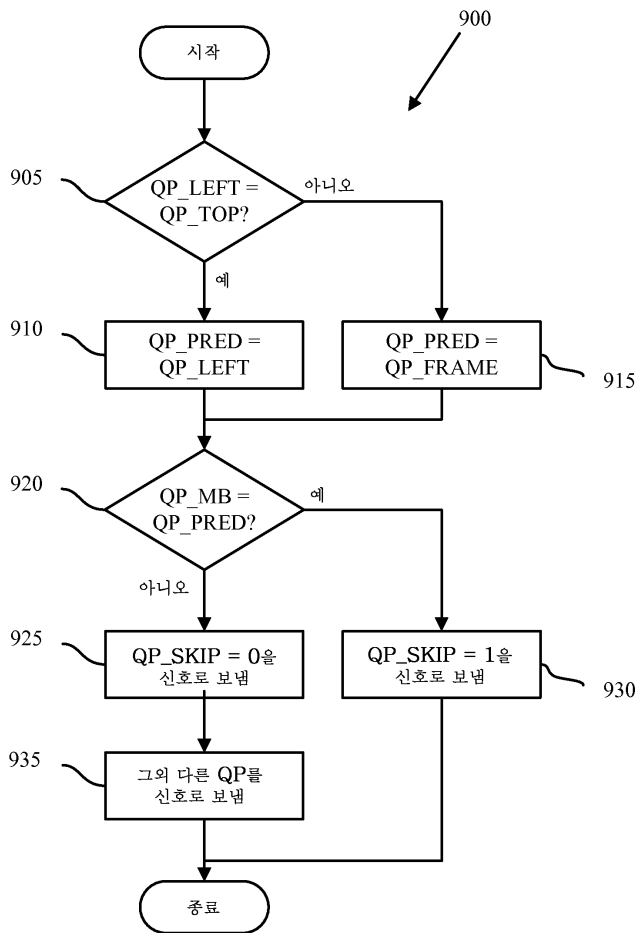 900
시작
905
QP_LEFT =
QP_TOP?
아니오
예
910
QP_PRED =
QP_LEFT
QP_PRED =
QP_FRAME
915
920
QP_MB =
QP_PRED?
예
아니오
925
QP_SKIP = 0을
신호로 보냄
QP_SKIP = 1을
신호로 보냄
930
935
그외 다른 QP를
신호로 보냄
종료